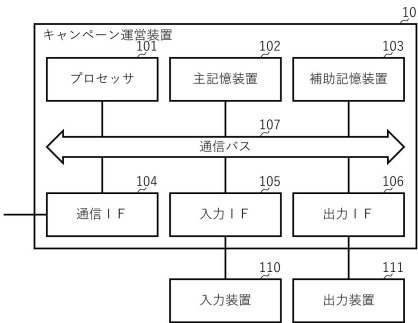 10
キャンペーン運営装置
101
102
103
プロセッサ
主記憶装置
補助記憶装置
107
通信バス
104
105
106
通信ＩＦ
入力ＩＦ
出力ＩＦ
110
111
入力装置
出力装置